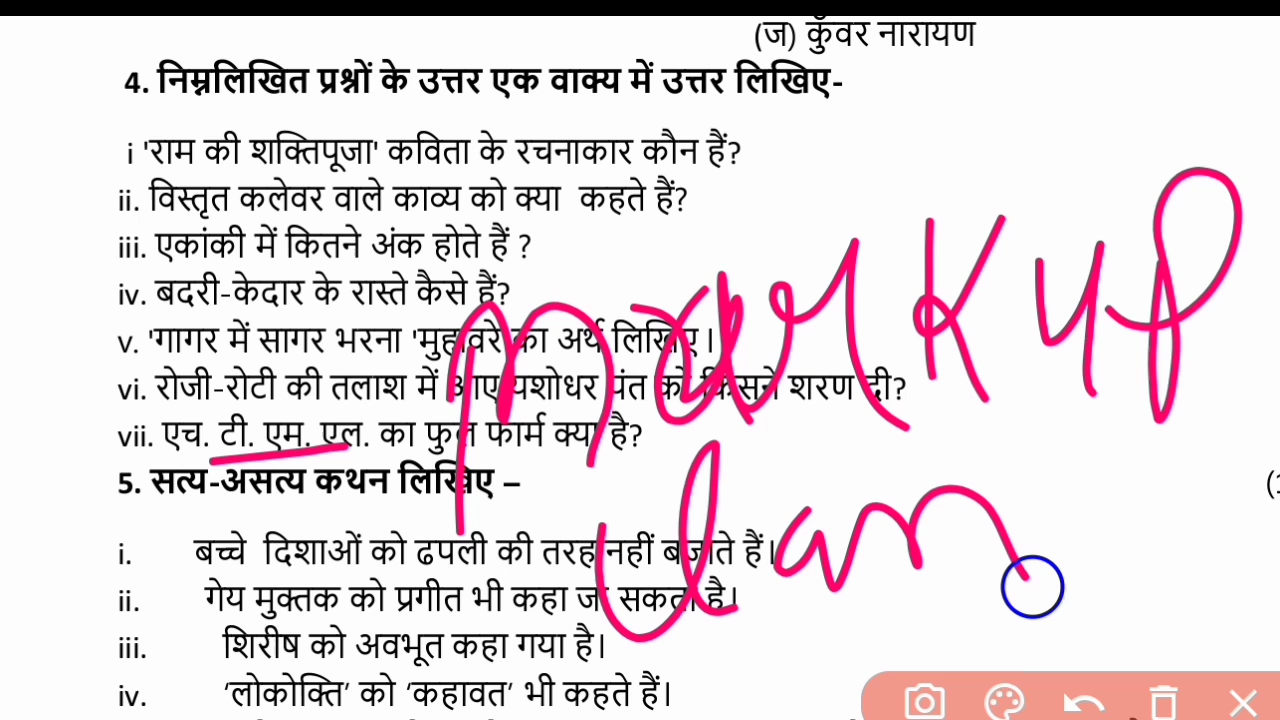 (ज) कुँवर नारायण
4. निम्नलिखित प्रश्नों के उत्तर एक वाक्य में उत्तर लिखिए-
i 'राम की शक्तिपूजा' कविता के रचनाकार कौन हैं?
ii. विस्तृत कलेवर वाले काव्य को क्या कहते हैं?
iii. एकांकी में कितने अंक होते हैं ?
iv. बदरी-केदार के रास्ते कैसे हैं?
v. 'गागर में सागर भरना 'मुहावरे का अर्थ लिखिए।
vi. रोजी-रोटी की तलाश में आए यशोधर पंत को किसने शरण दी?
vii. एच. टी. एम. एल. का फुल फार्म क्या है?
markup
lan
5. सत्य-असत्य कथन लिखिए –
i. बच्चे दिशाओं को ढपली की तरह नहीं बजाते हैं।
ii. गेय मुक्तक को प्रगीत भी कहा जा सकता है।
iii. शिरीष को अवभूत कहा गया है।
iv. ‘लोकोक्ति’ को ‘कहावत’ भी कहते हैं।